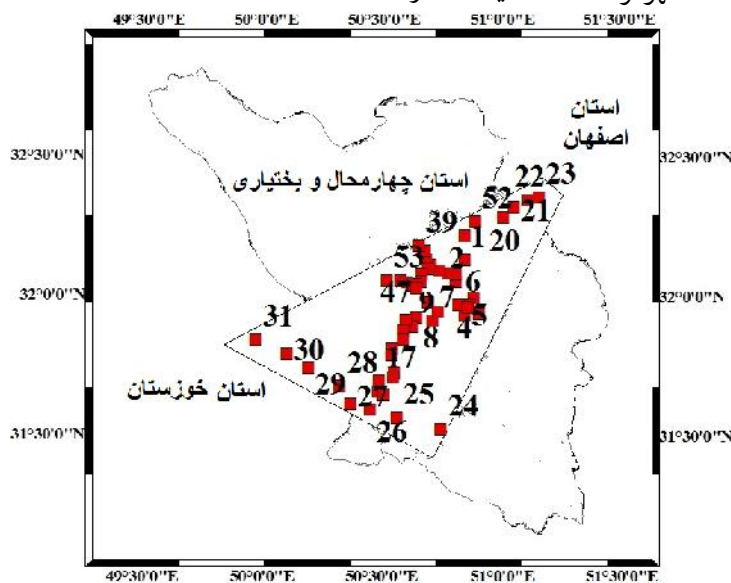 49°30'0"E 50°0'0"E 50°30'0"E 51°0'0"E 51°30'0"E
استان
اصفهان
32°30'0"N 32°30'0"N
استان چهارمحال و بختیاری
22 23
52 21
39 1 20
53 2
47 6
32°0'0"N 32°0'0"N
9 7 5
8 4
31
30 28 17
استان خوزستان
29 27 25 24
26
31°30'0"N 31°30'0"N
49°30'0"E 50°0'0"E 50°30'0"E 51°0'0"E 51°30'0"E